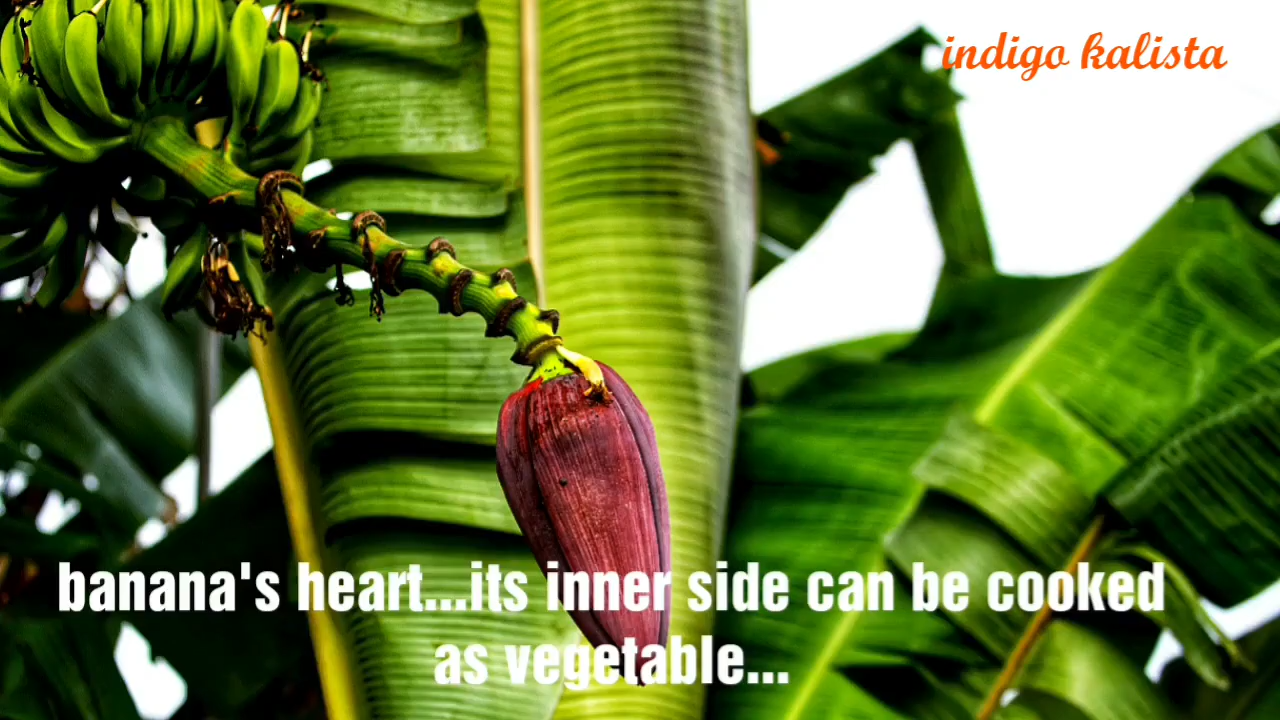 indigo kalista
banana's heart...its inner side can be cooked
as vegetable...